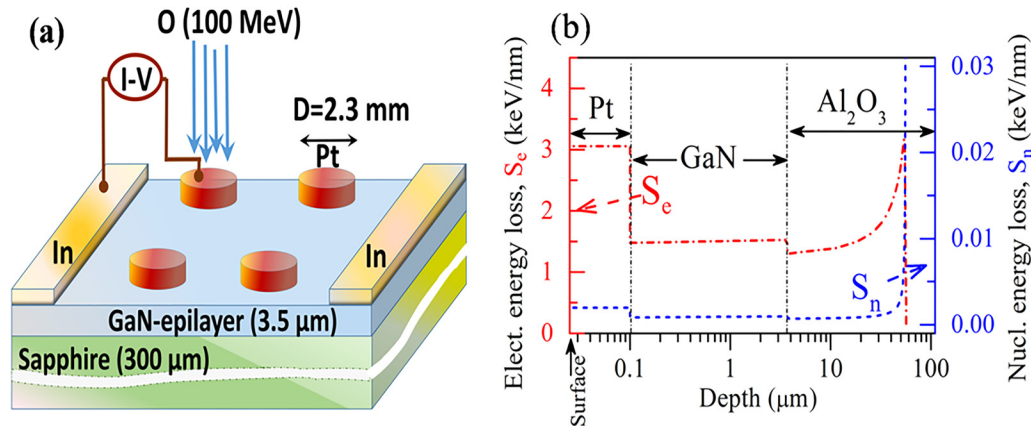 (a)
O (100 MeV)
I-V
D=2.3 mm
Pt
In
In
GaN-epilayer (3.5 μm)
Sapphire (300 μm)
(b)
Elect. energy loss, Se (keV/nm)
4
3
2
1
0
Pt
GaN
Al2O3
Se
Sn
0.03
0.02
0.01
0.00
Nucl. energy loss, Sn (keV/nm)
Surface
0.1
1
10
100
Depth (μm)